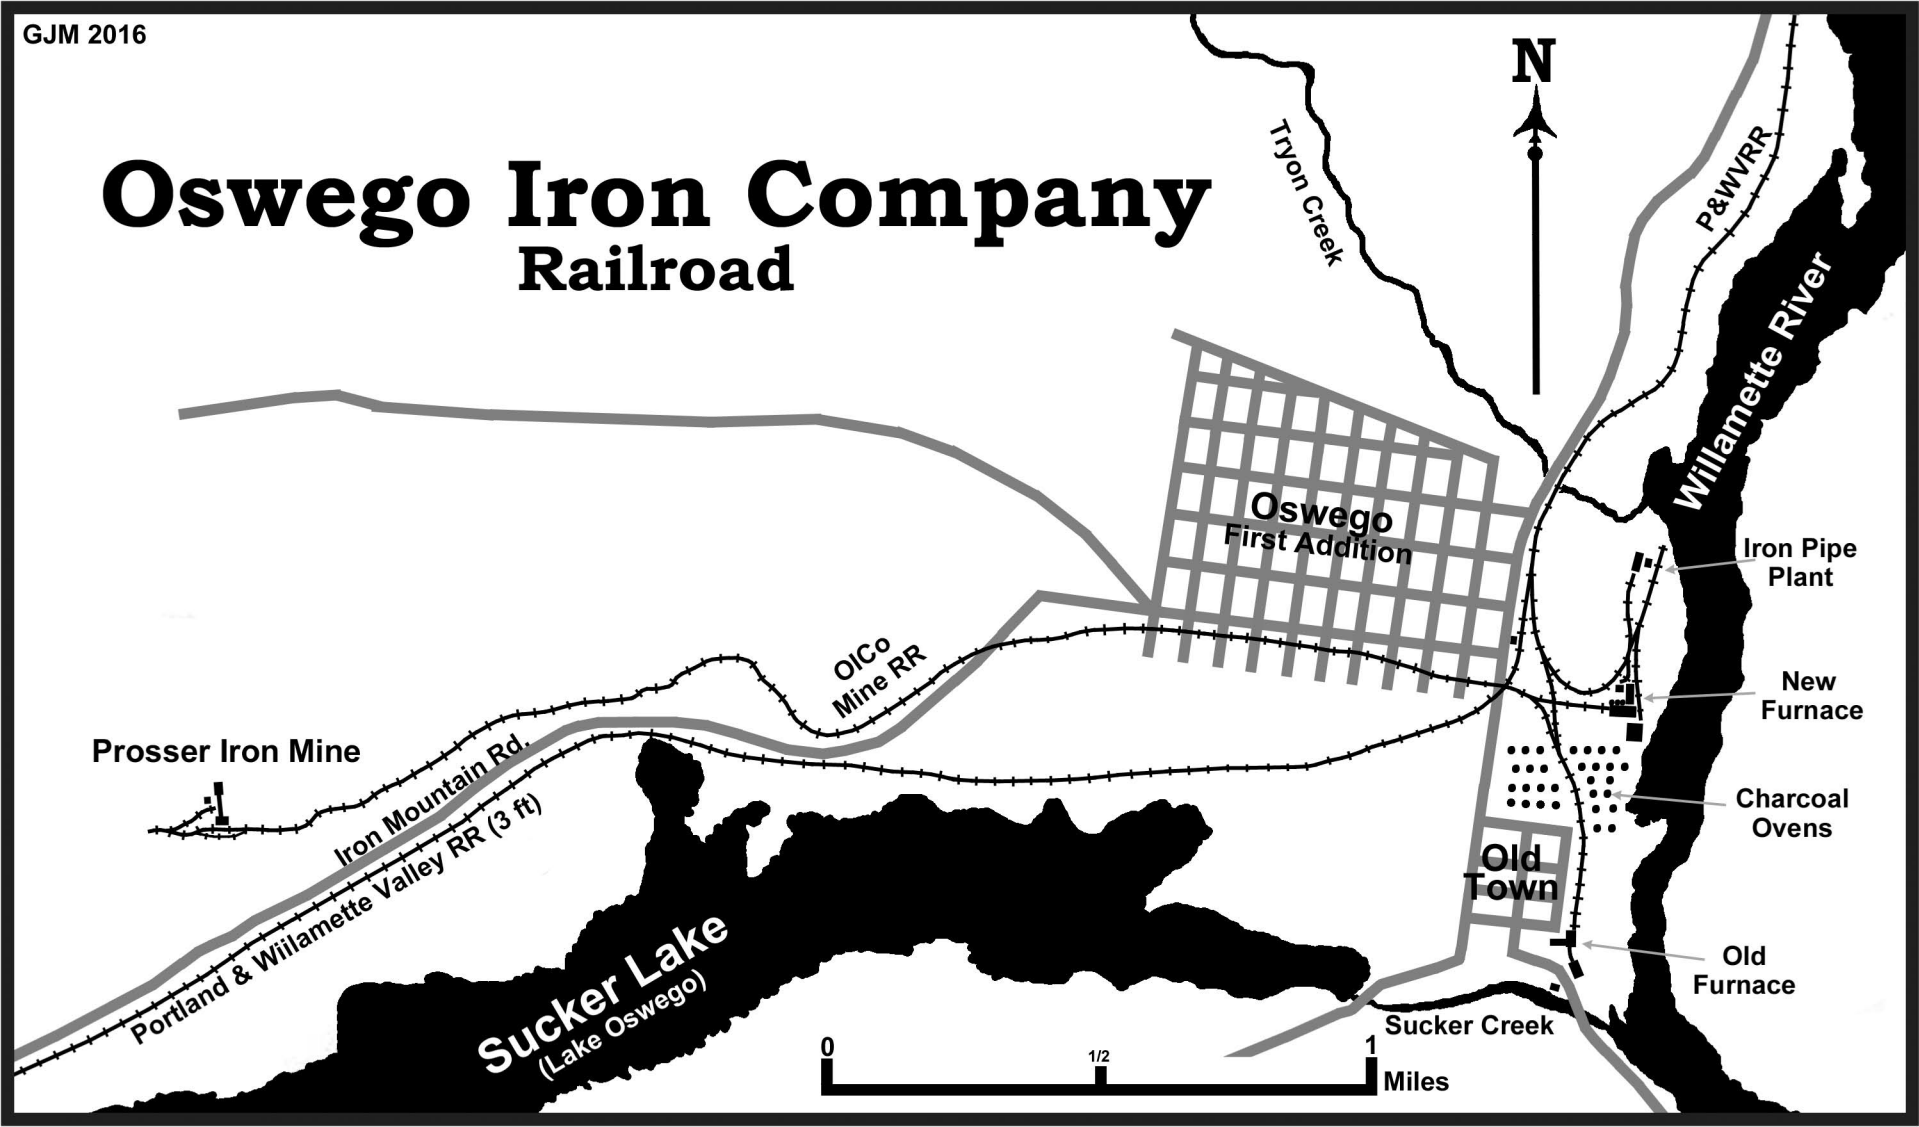 GJM 2016
N
Oswego Iron Company
Railroad
Tryon Creek
P&WVRR
Willamette River
Oswego
First Addition
Iron Pipe
Plant
OICo
Mine RR
New
Furnace
Prosser Iron Mine
Iron Mountain Rd.
Portland & Wiilamette Valley RR (3 ft)
Charcoal
Ovens
Old
Town
Sucker Lake
(Lake Oswego)
Old
Furnace
Sucker Creek
0
1/2
1
Miles